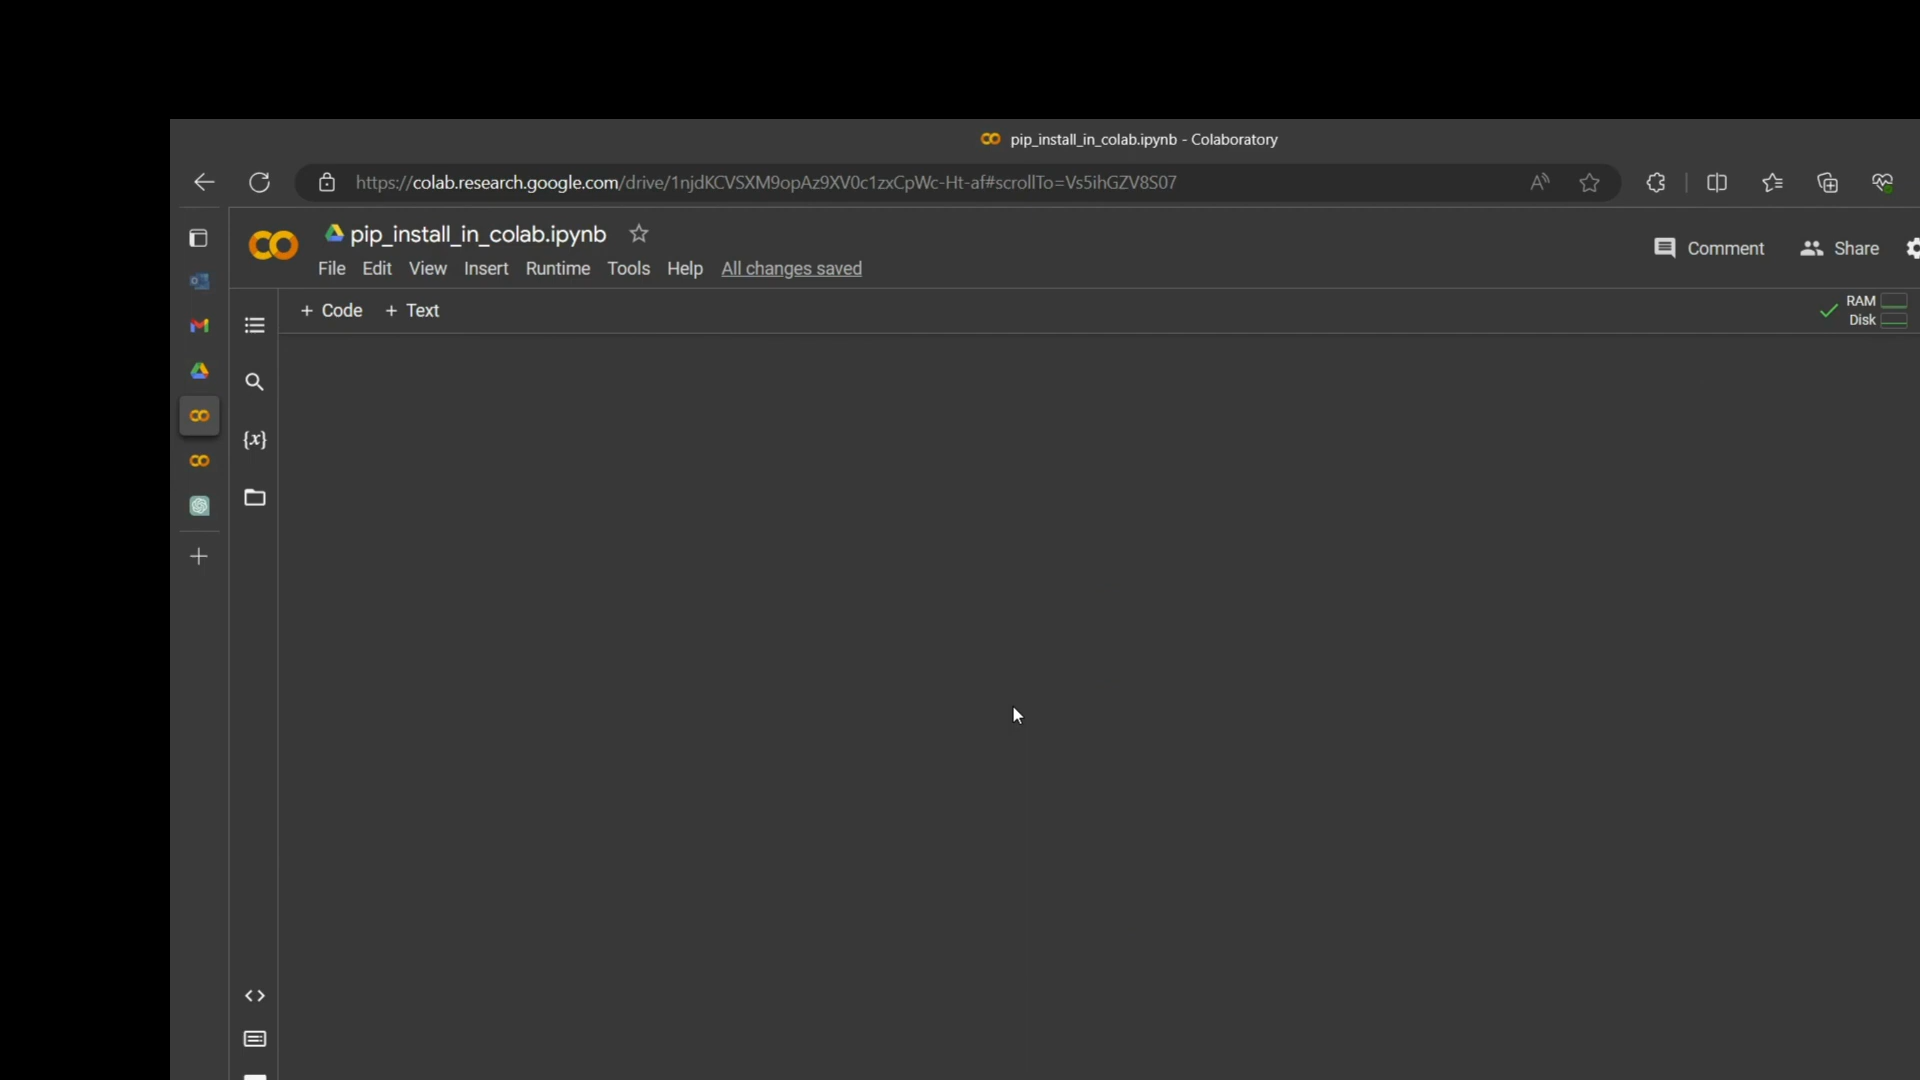 pip_install_in_colab.ipynb - Colaboratory
https://colab.research.google.com/drive/1njdKCVSXM9opAz9XV0c1zxCpWc-Ht-af#scrollTo=Vs5ihGZV8S07
pip_install_in_colab.ipynb
Comment Share
File Edit View Insert Runtime Tools Help All changes saved
+ Code + Text
RAM
Disk
{x}